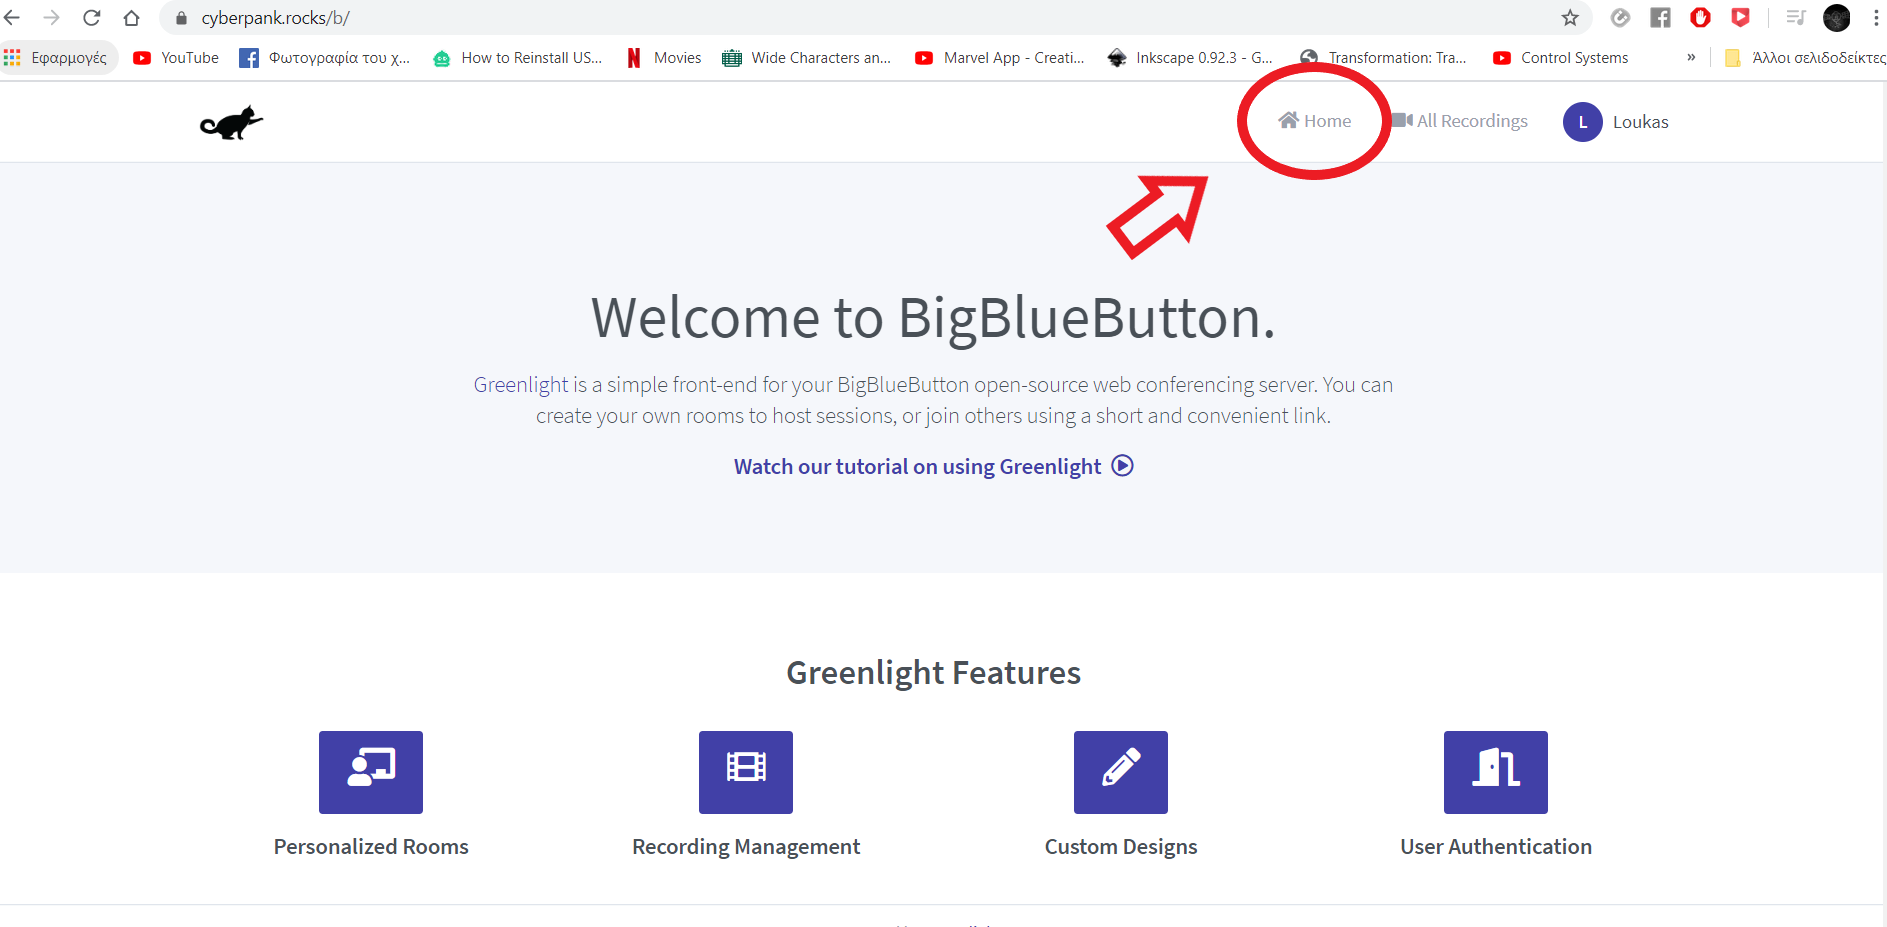 cyberpank.rocks/b/
Εφαρμογές
YouTube
Φωτογραφία του χ...
How to Reinstall US...
Movies
Wide Characters an...
Marvel App - Creati...
Inkscape 0.92.3 - G...
Transformation: Tra...
Control Systems
»
Άλλοι σελιδοδείκτες
Home
All Recordings
L
Loukas
Welcome to BigBlueButton.
Greenlight is a simple front-end for your BigBlueButton open-source web conferencing server. You can
create your own rooms to host sessions, or join others using a short and convenient link.
Watch our tutorial on using Greenlight
Greenlight Features
Personalized Rooms
Recording Management
Custom Designs
User Authentication